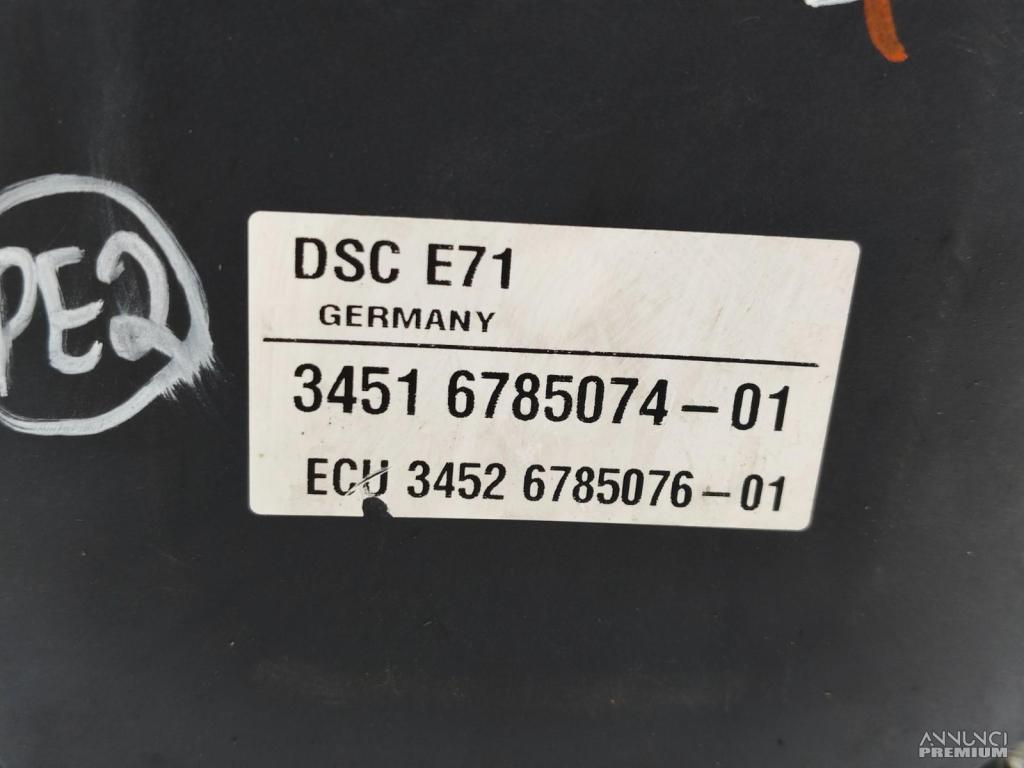 PE2
DSC E71
GERMANY
3451 6785074-01
ECU 3452 6785076-01
ANNUNCI
PREMIUM